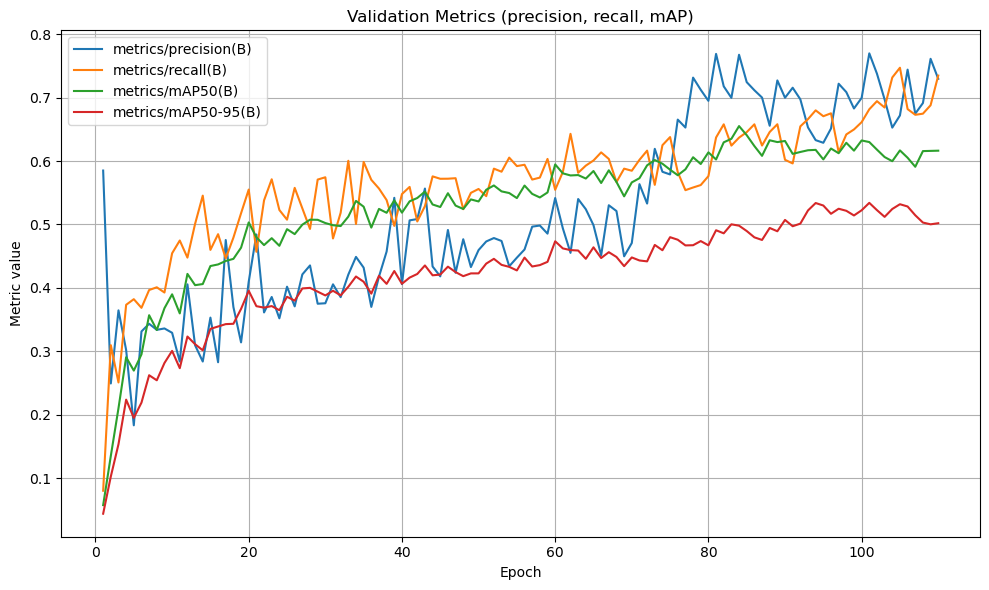 Validation Metrics (precision, recall, mAP)
metrics/precision(B)
metrics/recall(B)
metrics/mAP50(B)
metrics/mAP50-95(B)
Metric value
0.8
0.7
0.6
0.5
0.4
0.3
0.2
0.1
0 20 40 60 80 100
Epoch